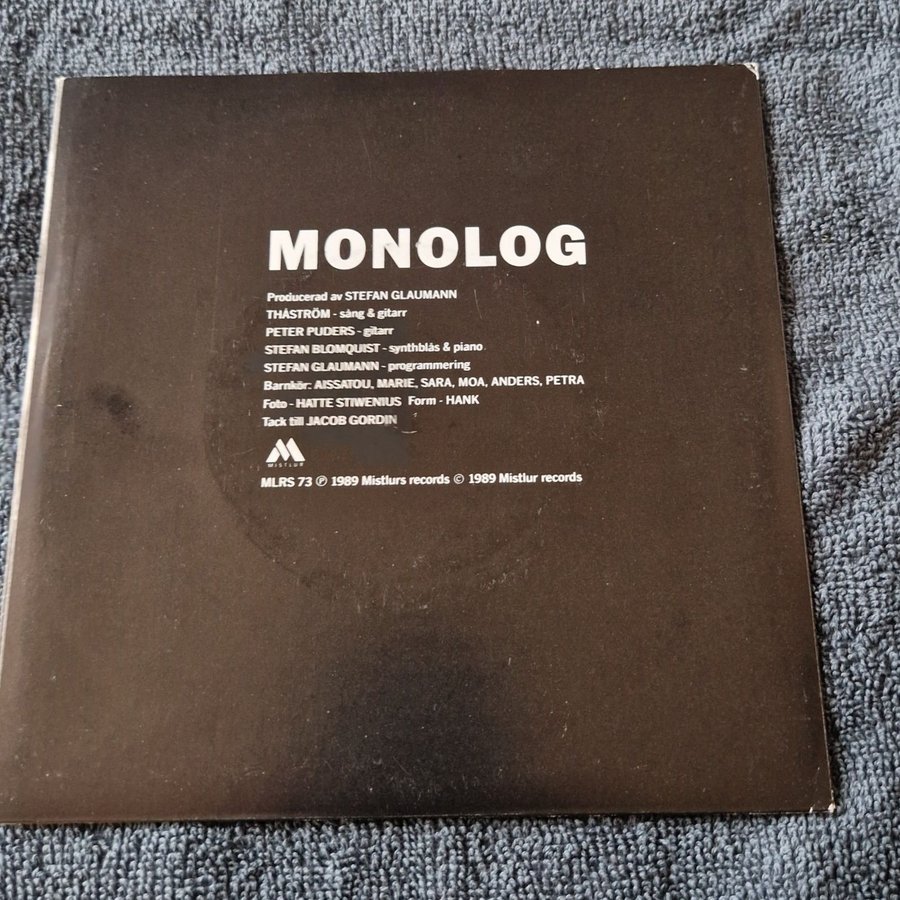 MONOLOG
Producerad av STEFAN GLAUMANN
THÅSTRÖM - sång & gitarr
PETER PUDERS - gitarr
STEFAN BLOMQUIST - synthblås & piano
STEFAN GLAUMANN - programmering
Barnkör: AISSATOU, MARIE, SARA, MOA, ANDERS, PETRA
Foto - HATTE STIWENIUS Form - HANK
Tack till JACOB GORDIN
MISTLUR
MLRS 73 ℗ 1989 Mistlurs records © 1989 Mistlur records